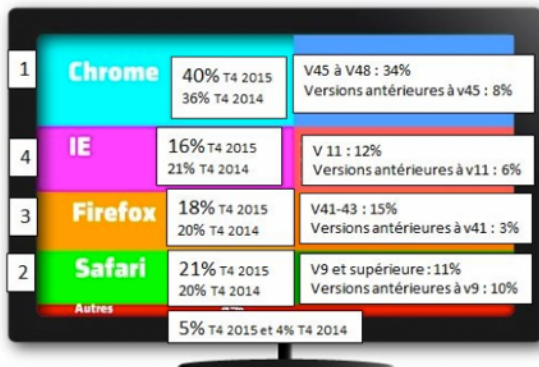 1
Chrome
40% T4 2015
36% T4 2014
V45 à V48 : 34%
Versions antérieures à v45 : 8%
4
IE
16% T4 2015
21% T4 2014
V 11 : 12%
Versions antérieures à v11 : 6%
3
Firefox
18% T4 2015
20% T4 2014
V41-43 : 15%
Versions antérieures à v41 : 3%
2
Safari
21% T4 2015
20% T4 2014
V9 et supérieure : 11%
Versions antérieures à v9 : 10%
Autres
5% T4 2015 et 4% T4 2014